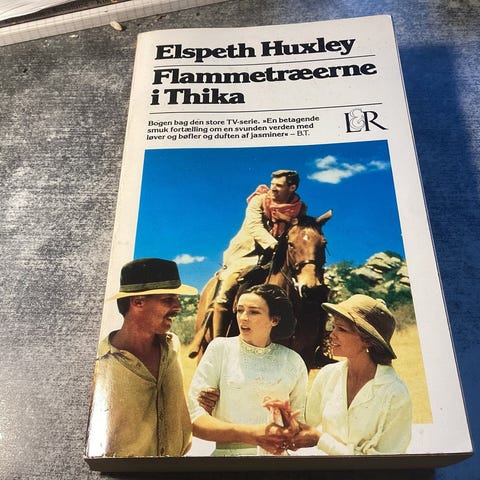 Elspeth Huxley
Flammetræerne
i Thika
Bogen bag den store TV-serie. »En betagende
smuk fortælling om en svunden verden med
løver og bøfler og duften af jasminer« – B.T.
L&R